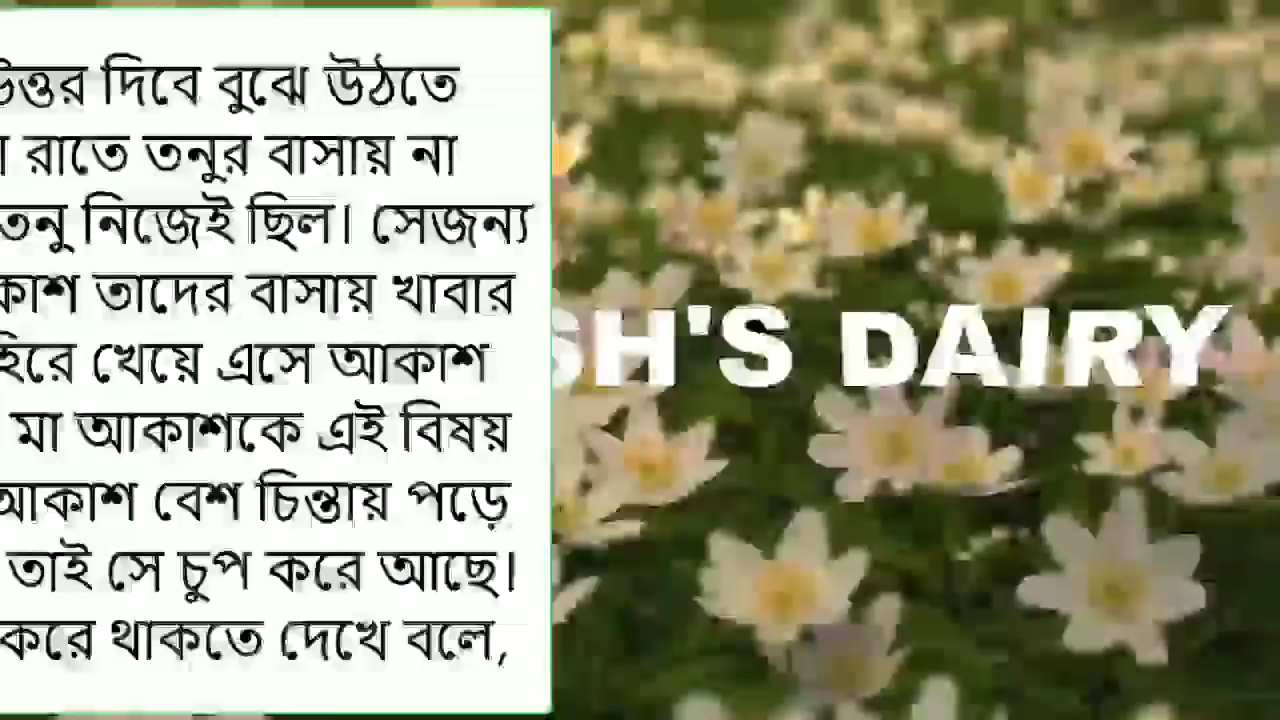 উত্তর দিবে বুঝে উঠতে
রাতে তনুর বাসায় না
তনু নিজেই ছিল। সেজন্য
তাদের বাসায় খাবার
খেয়ে এসে আকাশ
মা আকাশকে এই বিষয়
আকাশ বেশ চিন্তায় পড়ে
তাই সে চুপ করে আছে।
করে থাকতে দেখে বলে,
SH'S DAIRY